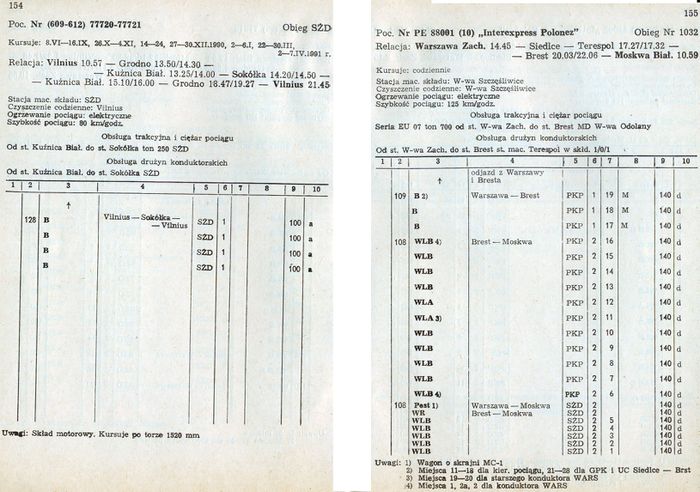 154
Poc. Nr (609-612) 77720-77721
Obieg SŻD
Kursuje: 8.VI—16.IX, 26.X—4.XI, 14—24, 27—30.XII.1990, 2—6.I, 22—30.III,
2—7.IV.1991 r.
Relacja: Vilnius 10.57 — Grodno 13.50/14.30 —
— Kuźnica Biał. 13.25/14.00 — Sokółka 14.20/14.50 —
— Kuźnica Biał. 15.10/16.00 — Grodno 16.47/19.27 — Vilnius 21.45
Stacja mac. składu: SŻD
Czyszczenie codzienne: Vilnius
Ogrzewanie pociągu: elektryczne
Szybkość pociągu: 80 km/godz.
Obsługa trakcyjna i ciężar pociągu
Od st. Kuźnica Biał. do st. Sokółka ton 250 SŻD
Obsługa drużyn konduktorskich
Od st. Kuźnica Biał. do st. Sokółka SŻD
1 2 3 4 5 6 7 8 9 10
↑
128 B Vilnius — Sokółka —
— Vilnius SŻD 1 100 a
B SŻD 1 100 a
B SŻD 1 100 a
B SŻD 1 100 a
Uwagi: Skład motorowy. Kursuje po torze 1520 mm
155
Poc. Nr PE 88001 (10) „Interexpress Polonez"
Obieg Nr 1032
Relacja: Warszawa Zach. 14.45 — Siedlce — Terespol 17.27/17.32 —
— Brest 20.03/22.06 — Moskwa Biał. 10.59
Kursuje: codziennie
Stacja mac. składu: W-wa Szczęśliwice
Czyszczenie codzienne: W-wa Szczęśliwice
Ogrzewanie pociągu: elektryczne
Szybkość pociągu: 125 km/godz.
Obsługa trakcyjna i ciężar pociągu
Seria EU 07 ton 700 od st. W-wa Zach. do st. Brest MD W-wa Odolany
Obsługa drużyn konduktorskich
Od st. W-wa Zach. do st. Brest st. mac. Terespol w skld. 1/0/1
1 2 3 4 5 6 7 8 9 10
odjazd z Warszawy
↑ i Bresta
109 B 2) Warszawa — Brest PKP 1 19 M 140 d
B PKP 1 18 M 140 d
B PKP 1 17 M 140 d
108 WLB 4) Brest — Moskwa PKP 2 16 140 d
WLB PKP 2 15 140 d
WLB PKP 2 14 140 d
WLB PKP 2 13 140 d
WLA PKP 2 12 140 d
WLA 3) PKP 2 11 140 d
WLB PKP 2 10 140 d
WLB PKP 2 9 140 d
WLB PKP 2 8 140 d
WLB PKP 2 7 140 d
WLB 4) PKP 2 6 140 d
108 Post 1) Warszawa — Moskwa SŻD 2 140 d
WR Brest — Moskwa SŻD 2 140 d
WLB SŻD 2 5 140 d
WLB SŻD 2 4 140 d
WLB SŻD 2 3 140 d
WLB SŻD 2 2 140 d
WLB SŻD 2 1 140 d
Uwagi: 1) Wagon o skrajni MC-1
2) Miejsca 11—18 dla kier. pociągu, 21—28 dla GPK i UC Siedlce — Brst
3) Miejsca 19—20 dla starszego konduktora WARS
4) Miejsca 1, 2a, 2 dla konduktora WARS